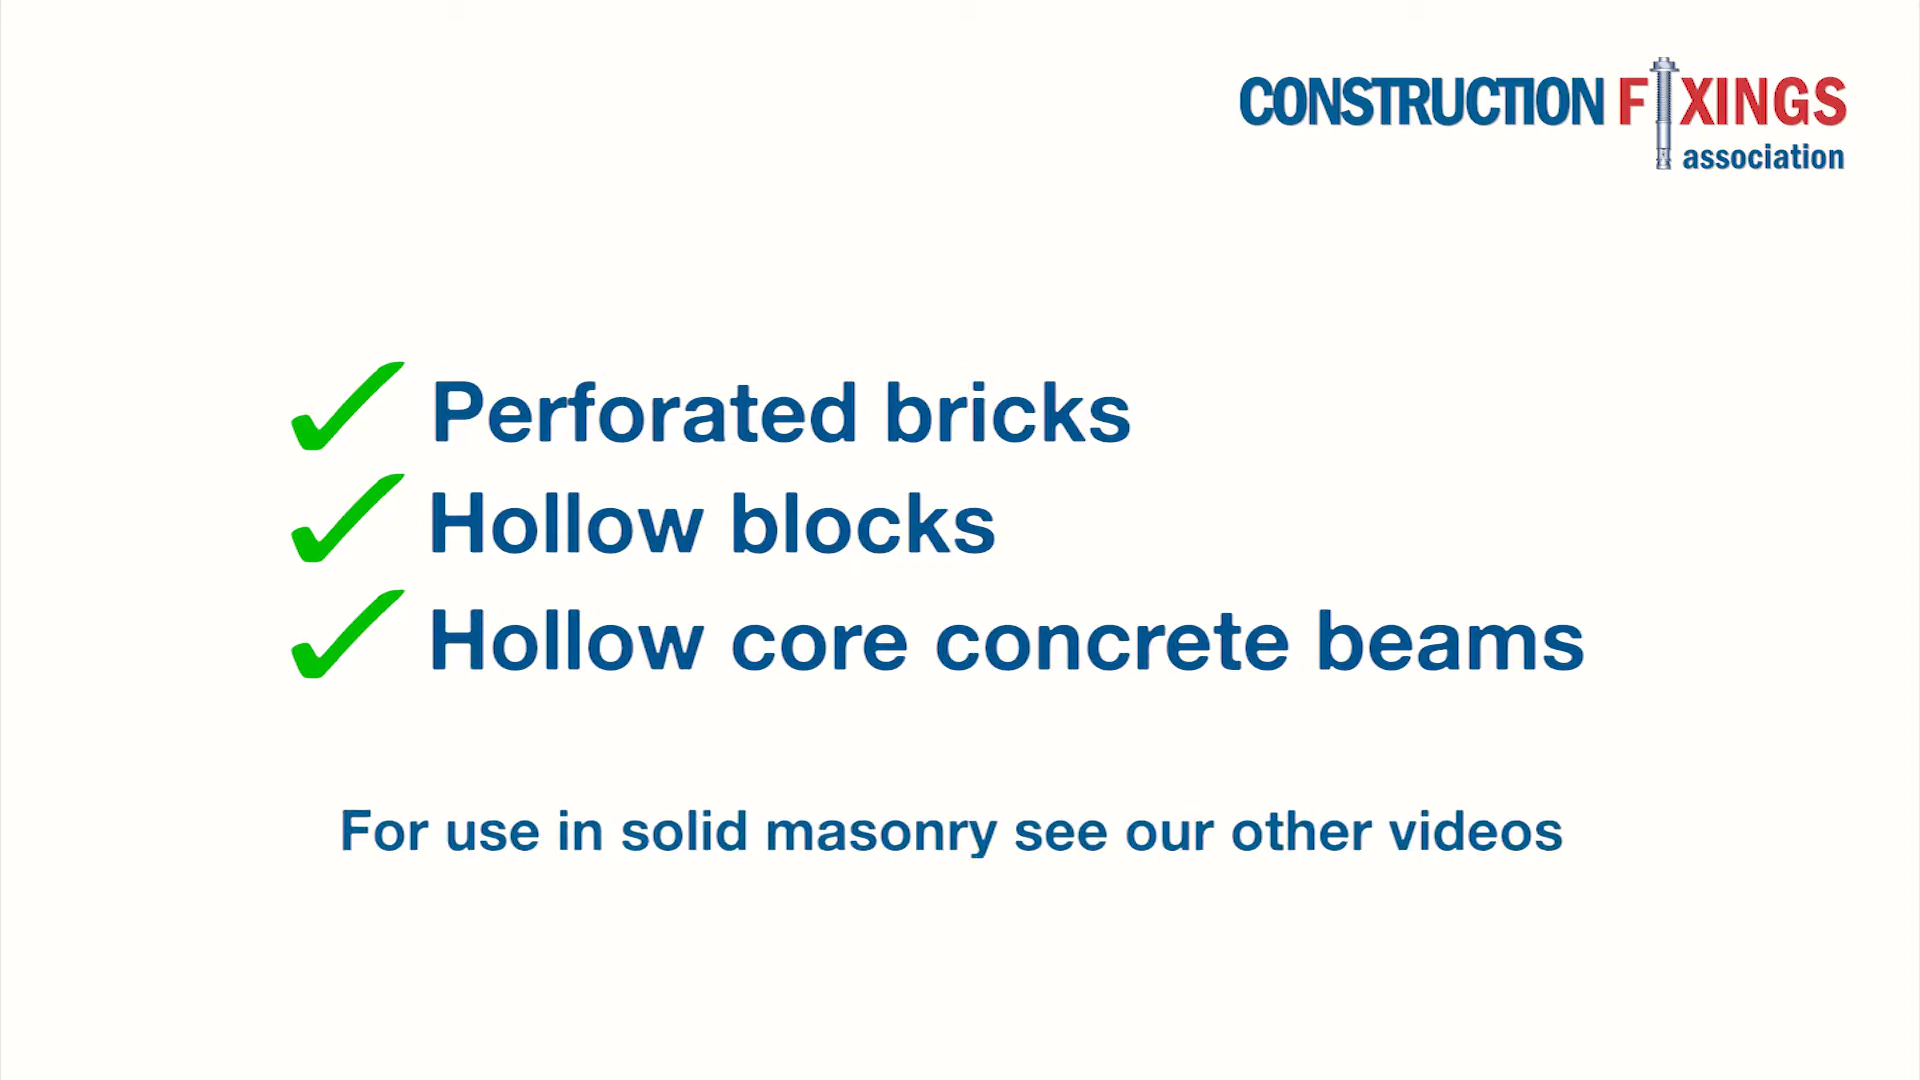 CONSTRUCTION FIXINGS
association
Perforated bricks
Hollow blocks
Hollow core concrete beams
For use in solid masonry see our other videos